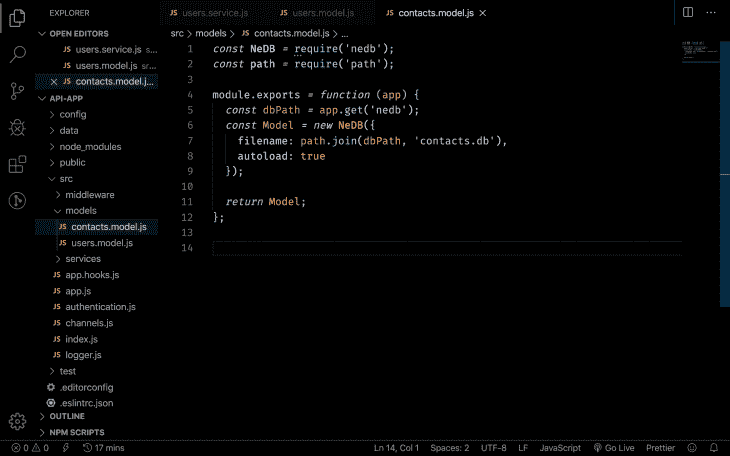 EXPLORER
JS users.service.js JS users.model.js JS contacts.model.js ×
OPEN EDITORS
JS users.service.js s...
JS users.model.js sr...
× JS contacts.model.j...
API-APP
config
data
node_modules
public
src
middleware
models
JS contacts.model.js
JS users.model.js
services
JS app.hooks.js
JS app.js
JS authentication.js
JS channels.js
JS index.js
JS logger.js
test
.editorconfig
.eslintrc.json
OUTLINE
NPM SCRIPTS
src > models > JS contacts.model.js > ...
1 const NeDB = require('nedb');
2 const path = require('path');
3
4 module.exports = function (app) {
5 const dbPath = app.get('nedb');
6 const Model = new NeDB({
7 filename: path.join(dbPath, 'contacts.db'),
8 autoload: true
9 });
10
11 return Model;
12 };
13
14
0 0 17 mins Ln 14, Col 1 Spaces: 2 UTF-8 LF JavaScript Go Live Prettier